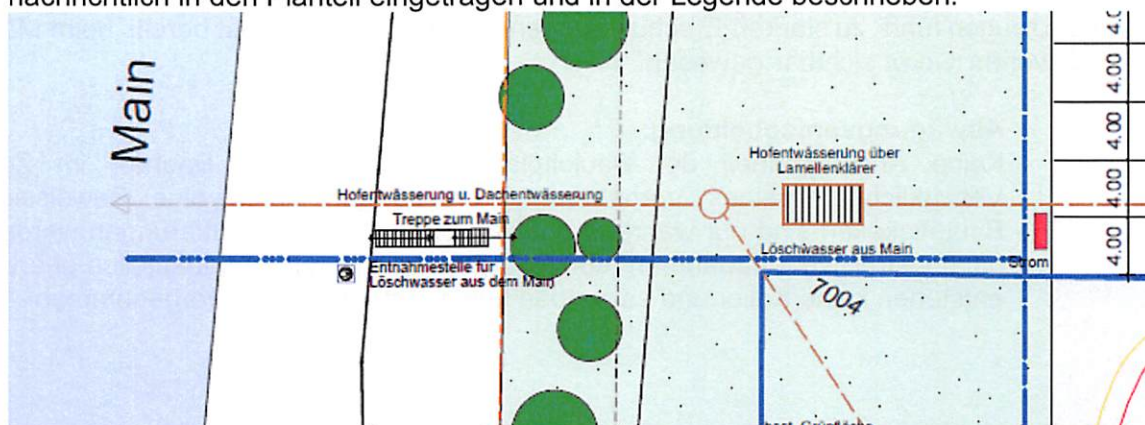 nachrichtlich in den Planteil eingetragen und in der Legende beschrieben.
Main
4.00
4.00
4.00
4.00
Hofentwässerung über
Lamellenklärer
Hofentwässerung u. Dachentwässerung
Treppe zum Main
Löschwasser aus Main
Strom
Entnahmestelle für
Löschwasser aus dem Main)
7004
best. Grünfläche